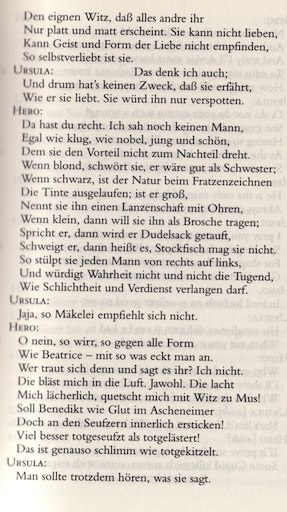 Den eignen Witz, daß alles andre ihr
Nur platt und matt erscheint. Sie kann nicht lieben,
Kann Geist und Form der Liebe nicht empfinden,
So selbstverliebt ist sie.
URSULA: Das denk ich auch;
Und drum hat's keinen Zweck, daß sie erfährt,
Wie er sie liebt. Sie würd ihn nur verspotten.
HERO:
Da hast du recht. Ich sah noch keinen Mann,
Egal wie klug, wie nobel, jung und schön,
Dem sie den Vorteil nicht zum Nachteil dreht.
Wenn blond, schwört sie, er wäre gut als Schwester;
Wenn schwarz, ist der Natur beim Fratzenzeichnen
Die Tinte ausgelaufen; ist er groß,
Nennt sie ihn einen Lanzenschaft mit Ohren,
Wenn klein, dann will sie ihn als Brosche tragen;
Spricht er, dann wird er Dudelsack getauft,
Schweigt er, dann heißt es, Stockfisch mag sie nicht.
So stülpt sie jeden Mann von rechts auf links,
Und würdigt Wahrheit nicht und nicht die Tugend,
Wie Schlichtheit und Verdienst verlangen darf.
URSULA:
Jaja, so Mäkelei empfiehlt sich nicht.
HERO:
O nein, so wirr, so gegen alle Form
Wie Beatrice – mit so was eckt man an.
Wer traut sich denn und sagt es ihr? Ich nicht.
Die bläst mich in die Luft. Jawohl. Die lacht
Mich lächerlich, quetscht mich mit Witz zu Mus!
Soll Benedikt wie Glut im Ascheneimer
Doch an den Seufzern innerlich ersticken!
Viel besser totgeseufzt als totgelästert!
Das ist genauso schlimm wie totgekitzelt.
URSULA:
Man sollte trotzdem hören, was sie sagt.